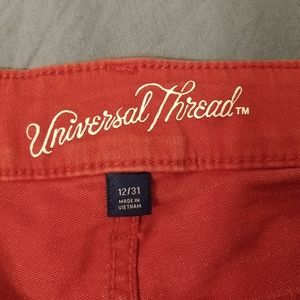 Universal Thread™
12/31
MADE IN
VIETNAM